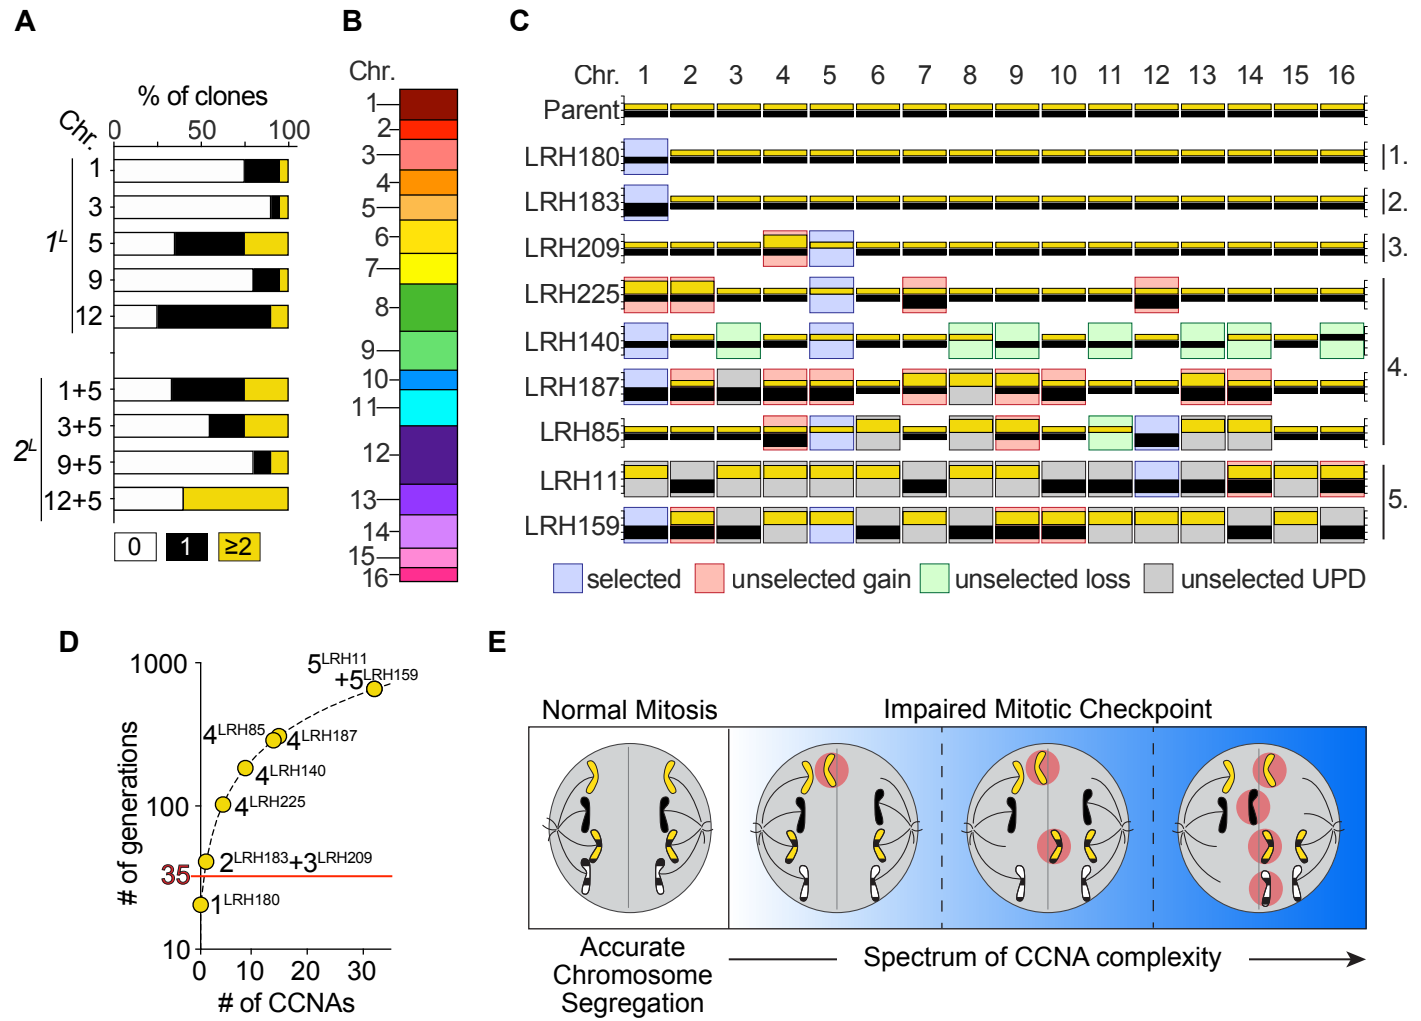 A
% of clones
Chr.
0 50 100
1
3
1L 5
9
12
1+5
3+5
2L
9+5
12+5
0 1 ≥2
B
Chr.
1
2
3
4
5
6
7
8
9
10
11
12
13
14
15
16
C
Chr. 1 2 3 4 5 6 7 8 9 10 11 12 13 14 15 16
Parent
LRH180 1.
LRH183 2.
LRH209 3.
LRH225
LRH140
LRH187 4.
LRH85
LRH11
LRH159 5.
selected unselected gain unselected loss unselected UPD
D
# of generations
1000
100
35
10
5LRH11
+5LRH159
4LRH85 4LRH187
4LRH140
4LRH225
2LRH183+3LRH209
1LRH180
0 10 20 30
# of CCNAs
E
Normal Mitosis Impaired Mitotic Checkpoint
Accurate
Chromosome
Segregation
Spectrum of CCNA complexity